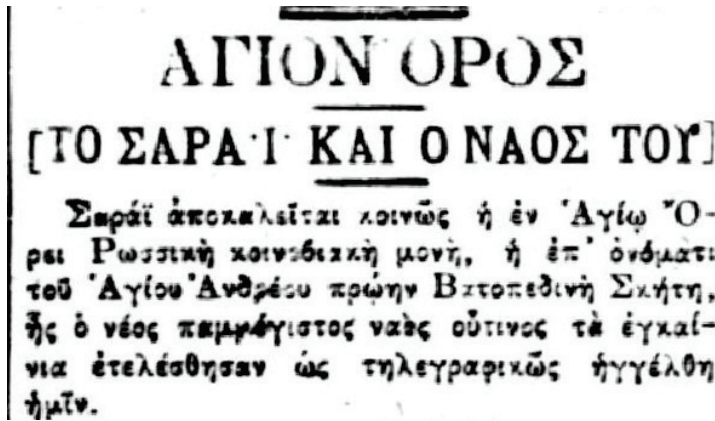 ΑΓΙΟΝ ΟΡΟΣ
[ΤΟ ΣΑΡΑ·Ι· ΚΑΙ Ο ΝΑΟΣ ΤΟΥ]
Σαράϊ ἀποκαλεῖται κοινῶς ἡ ἐν Ἁγίῳ Ὄ-
ρει Ρωσσικὴ κοινοβιακὴ μονή, ἡ ἐπ' ὀνόματι
τοῦ Ἁγίου Ἀνδρέου πρώην Βατοπεδινὴ Σκήτη,
ἧς ὁ νέος παμμέγιστος ναὸς οὗτινος τὰ ἐγκαί-
νια ἐτελέσθησαν ὡς τηλεγραφικῶς ἠγγέλθη
ἡμῖν.